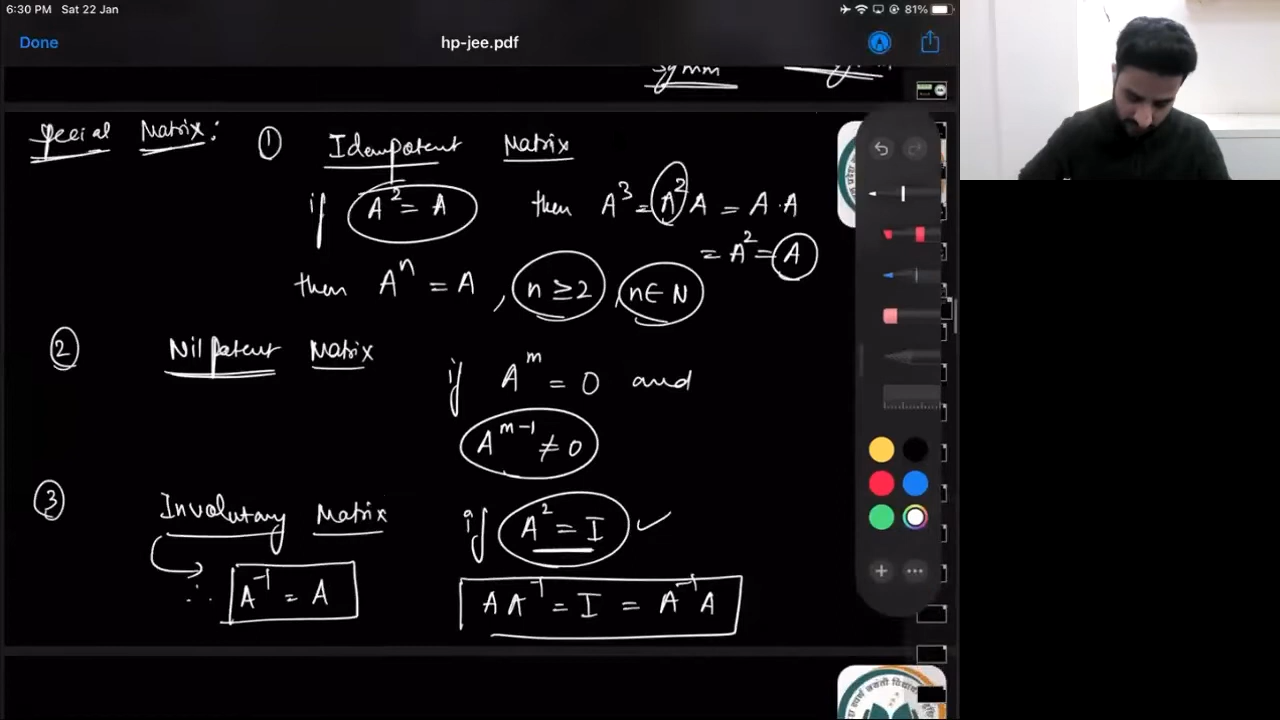 6:30 PM Sat 22 Jan
81%
Done
hp-jee.pdf
symm
Special Matrix:
① Idempotent Matrix
if A² = A then A³ = A²A = A·A
= A² = A
then Aⁿ = A , n ≥ 2 , n ∈ N
② Nilpotent Matrix
if Aᵐ = 0 and
Aᵐ⁻¹ ≠ 0
③ Involutary Matrix if A² = I ✓
∴ A⁻¹ = A
AA⁻¹ = I = A⁻¹A